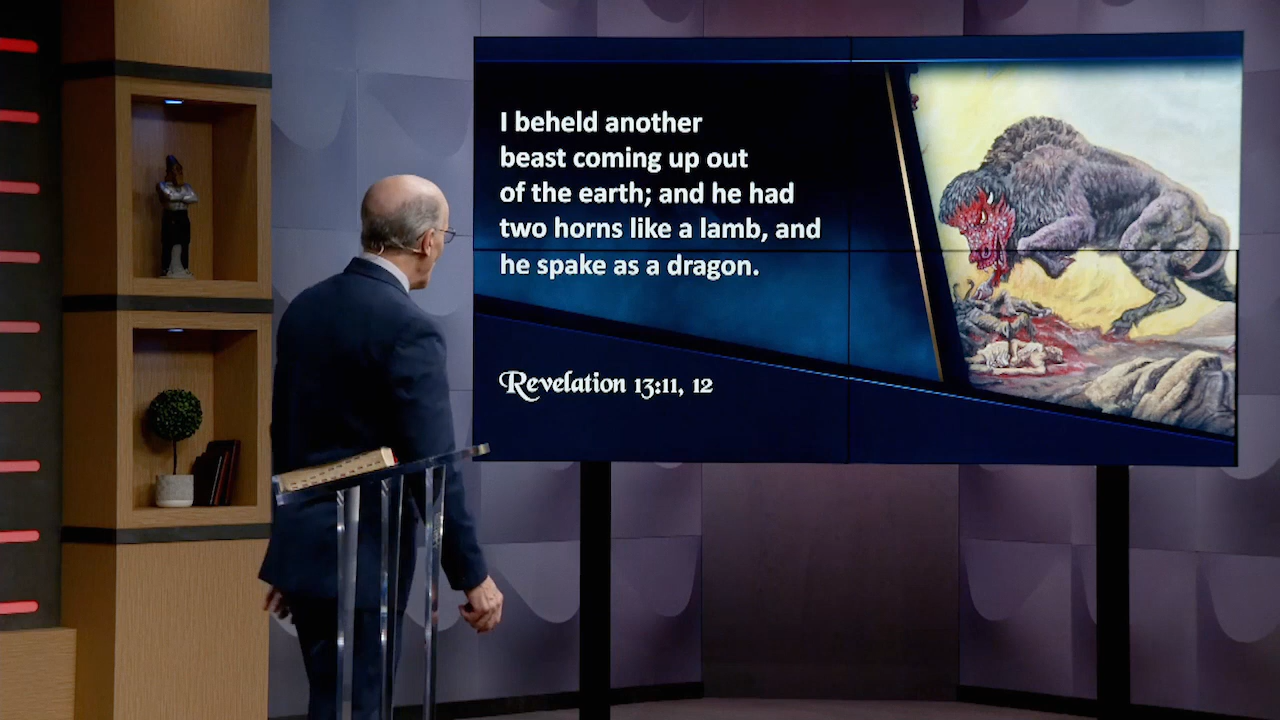 I beheld another
beast coming up out
of the earth; and he had
two horns like a lamb, and
he spake as a dragon.
Revelation 13:11, 12